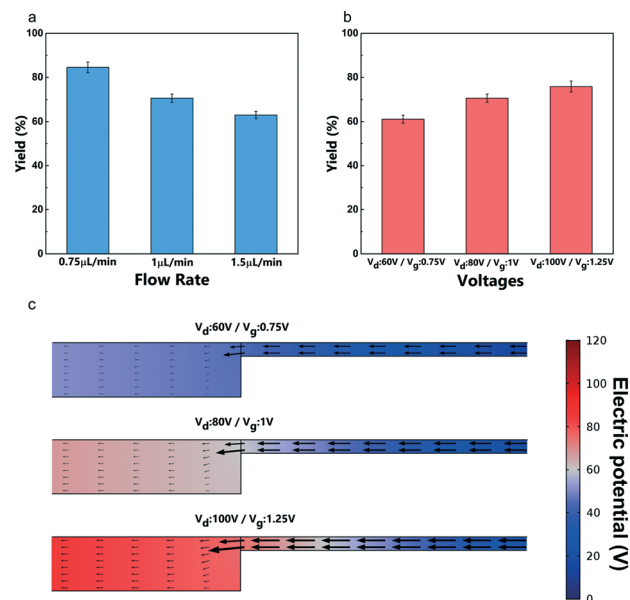 a
b
100
80
60
40
20
0
Yield (%)
0.75μL/min
1μL/min
1.5μL/min
Flow Rate
100
80
60
40
20
0
Yield (%)
Vd:60V / Vg:0.75V
Vd:80V / Vg:1V
Vd:100V / Vg:1.25V
Voltages
c
Vd:60V / Vg:0.75V
Vd:80V / Vg:1V
Vd:100V / Vg:1.25V
120
100
80
60
40
20
0
Electric potential (V)